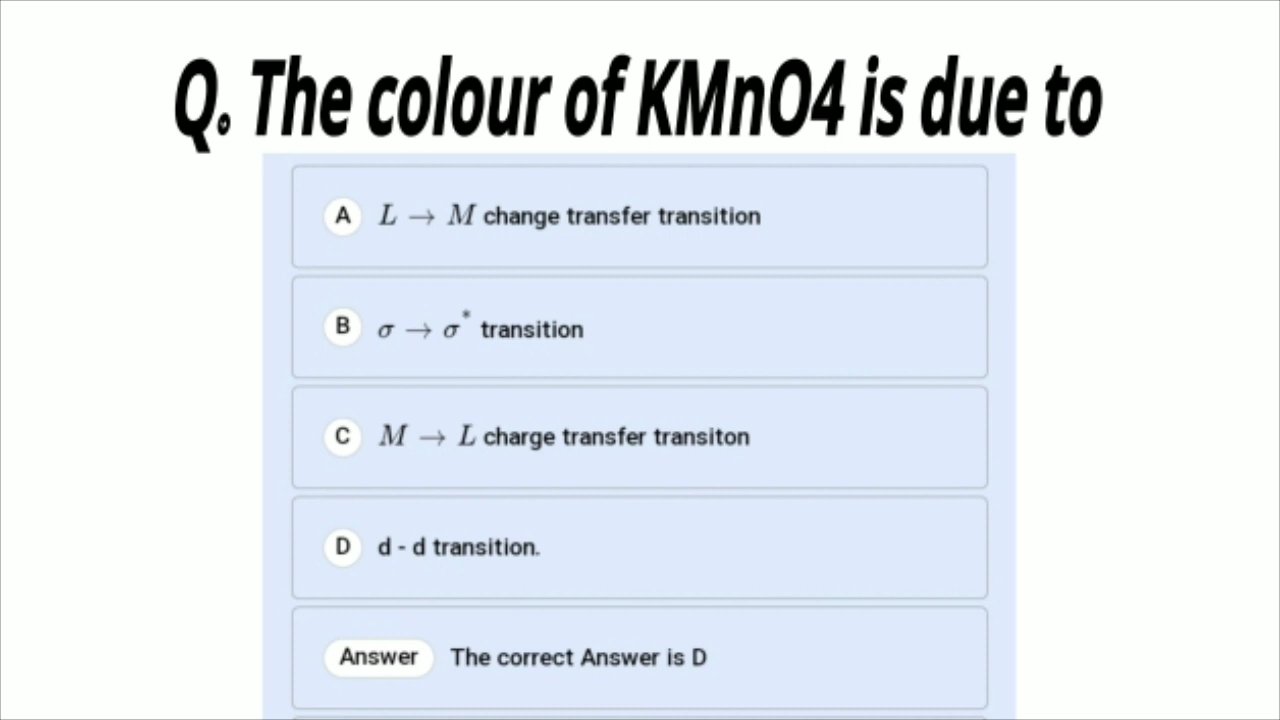 Q. The colour of KMnO4 is due to
A L → M change transfer transition
B σ → σ* transition
C M → L charge transfer transiton
D d - d transition.
Answer The correct Answer is D